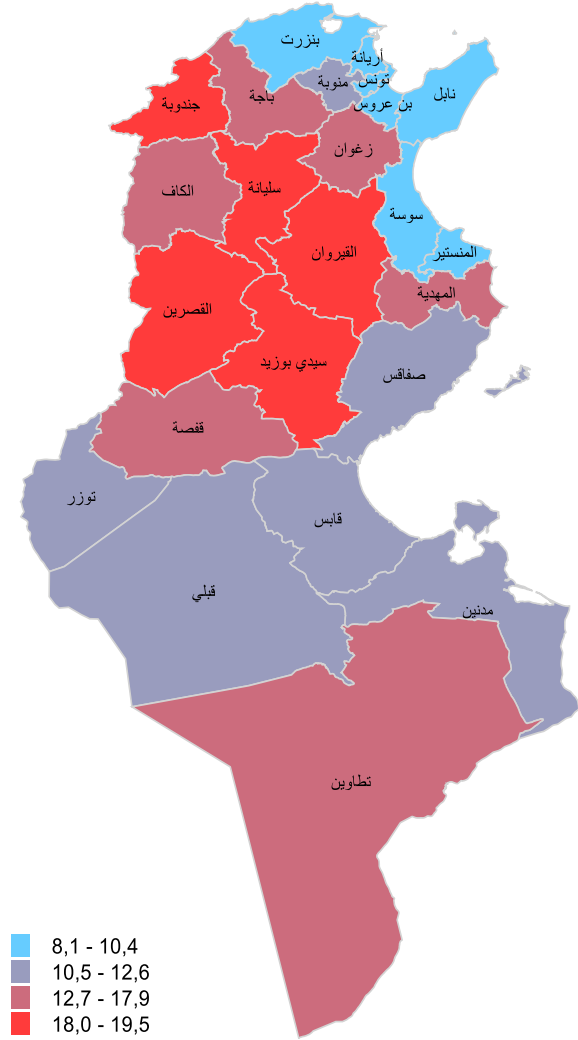 بنزرت
أريانة
تونس
منوبة
بن عروس
نابل
باجة
جندوبة
زغوان
الكاف
سليانة
سوسة
المنستير
القيروان
المهدية
القصرين
سيدي بوزيد
صفاقس
قفصة
توزر
قابس
قبلي
مدنين
تطاوين
8,1 - 10,4
10,5 - 12,6
12,7 - 17,9
18,0 - 19,5